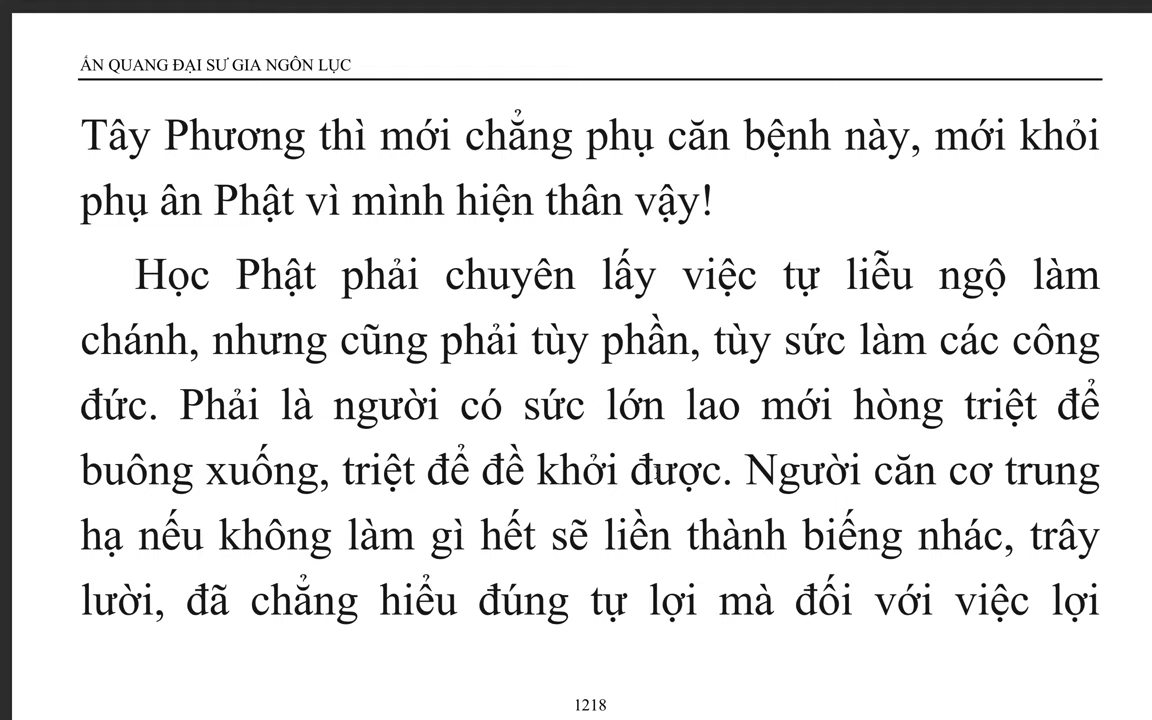 ẤN QUANG ĐẠI SƯ GIA NGÔN LỤC
Tây Phương thì mới chẳng phụ căn bệnh này, mới khỏi
phụ ân Phật vì mình hiện thân vậy!
Học Phật phải chuyên lấy việc tự liễu ngộ làm
chánh, nhưng cũng phải tùy phần, tùy sức làm các công
đức. Phải là người có sức lớn lao mới hòng triệt để
buông xuống, triệt để đề khởi được. Người căn cơ trung
hạ nếu không làm gì hết sẽ liền thành biếng nhác, trây
lười, đã chẳng hiểu đúng tự lợi mà đối với việc lợi
1218